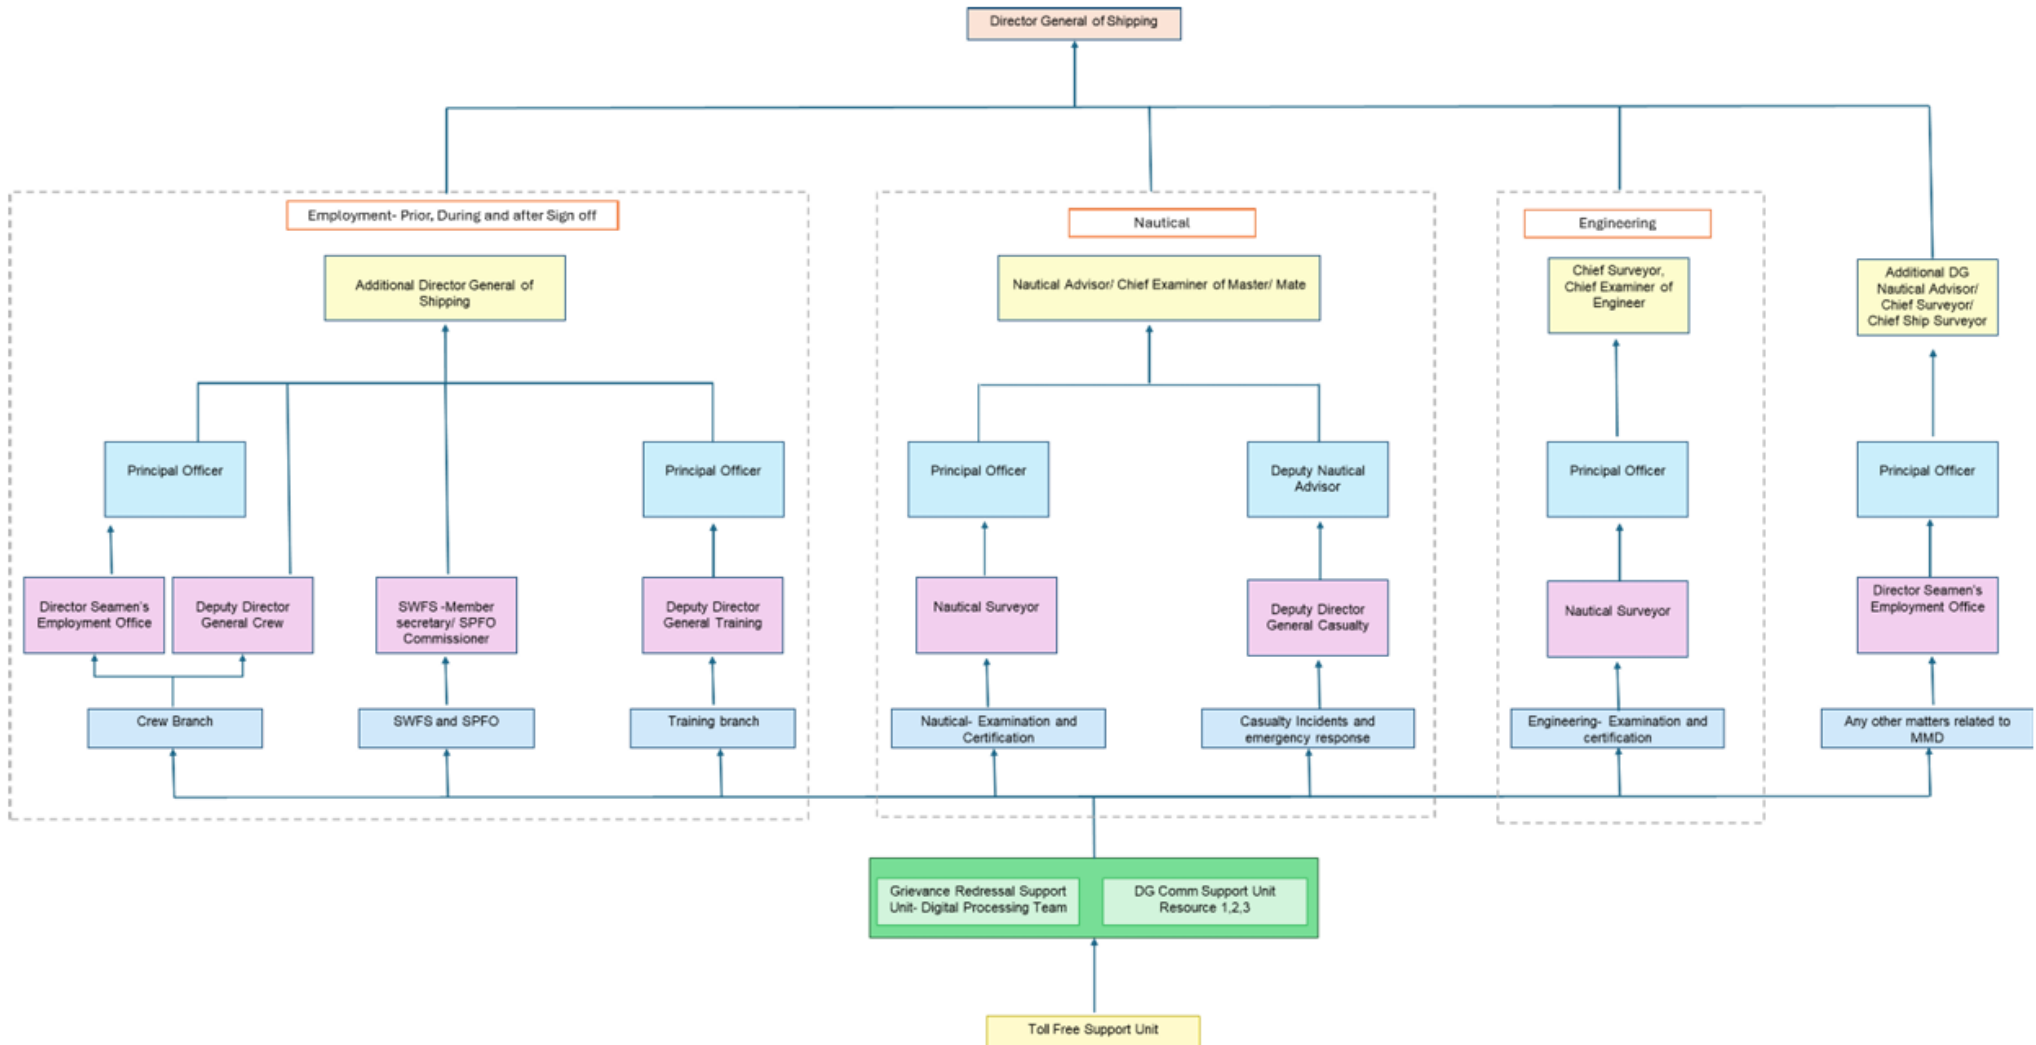 Director General of Shipping
Employment- Prior, During and after Sign off
Nautical
Engineering
Additional Director General of
Shipping
Nautical Advisor/ Chief Examiner of Master/ Mate
Chief Surveyor,
Chief Examiner of
Engineer
Additional DG
Nautical Advisor/
Chief Surveyor/
Chief Ship Surveyor
Principal Officer
Principal Officer
Principal Officer
Deputy Nautical
Advisor
Principal Officer
Principal Officer
Director Seamen's
Employment Office
Deputy Director
General Crew
SWFS -Member
secretary/ SPFO
Commissioner
Deputy Director
General Training
Nautical Surveyor
Deputy Director
General Casualty
Nautical Surveyor
Director Seamen's
Employment Office
Crew Branch
SWFS and SPFO
Training branch
Nautical- Examination and
Certification
Casualty Incidents and
emergency response
Engineering- Examination and
certification
Any other matters related to
MMD
Grievance Redressal Support
Unit- Digital Processing Team
DG Comm Support Unit
Resource 1,2,3
Toll Free Support Unit